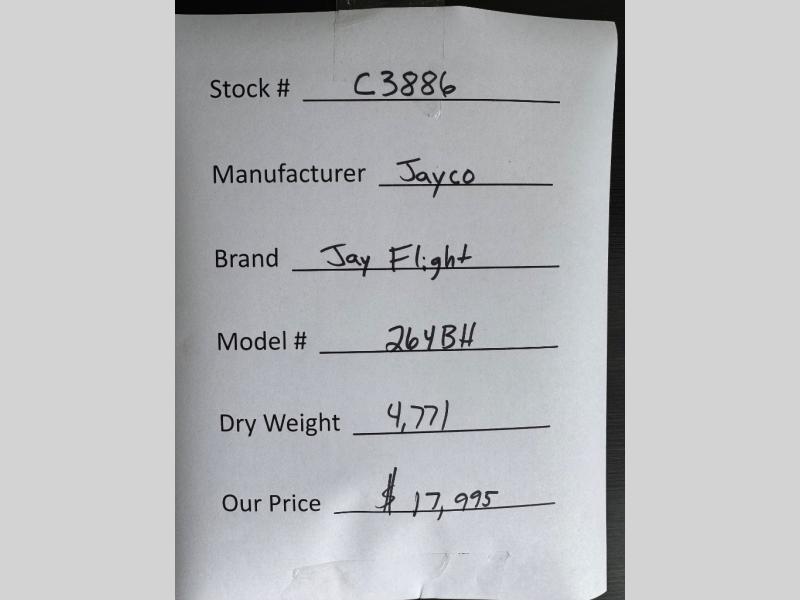 Stock # C3886
Manufacturer Jayco
Brand Jay Flight
Model # 264BH
Dry Weight 4,771
Our Price $ 17,995